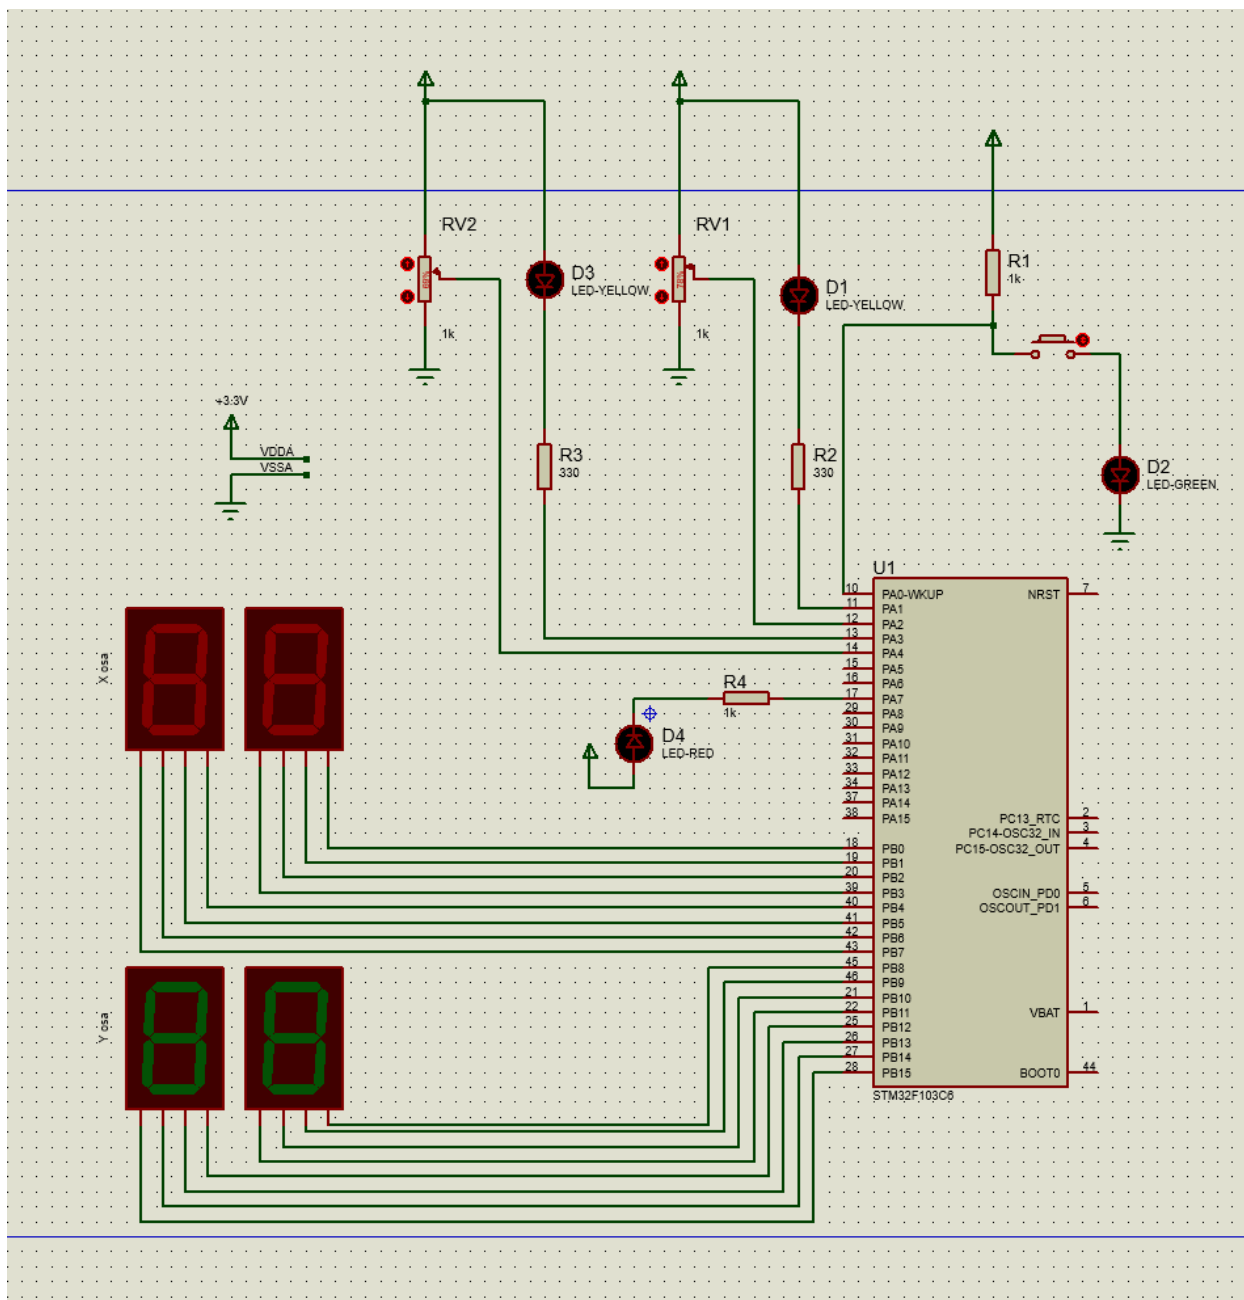 RV2
66%
1k
D3
LED-YELLOW
RV1
78%
1k
D1
LED-YELLOW
R1
1k
+3.3V
VDDA
VSSA
R3
330
R2
330
D2
LED-GREEN
X osa
Y osa
R4
1k
D4
LED-RED
U1
10 PA0-WKUP
11 PA1
12 PA2
13 PA3
14 PA4
15 PA5
16 PA6
17 PA7
29 PA8
30 PA9
31 PA10
32 PA11
33 PA12
34 PA13
37 PA14
38 PA15
18 PB0
19 PB1
20 PB2
39 PB3
40 PB4
41 PB5
42 PB6
43 PB7
45 PB8
46 PB9
21 PB10
22 PB11
25 PB12
26 PB13
27 PB14
28 PB15
NRST 7
PC13_RTC 2
PC14-OSC32_IN 3
PC15-OSC32_OUT 4
OSCIN_PD0 5
OSCOUT_PD1 6
VBAT 1
BOOT0 44
STM32F103C6